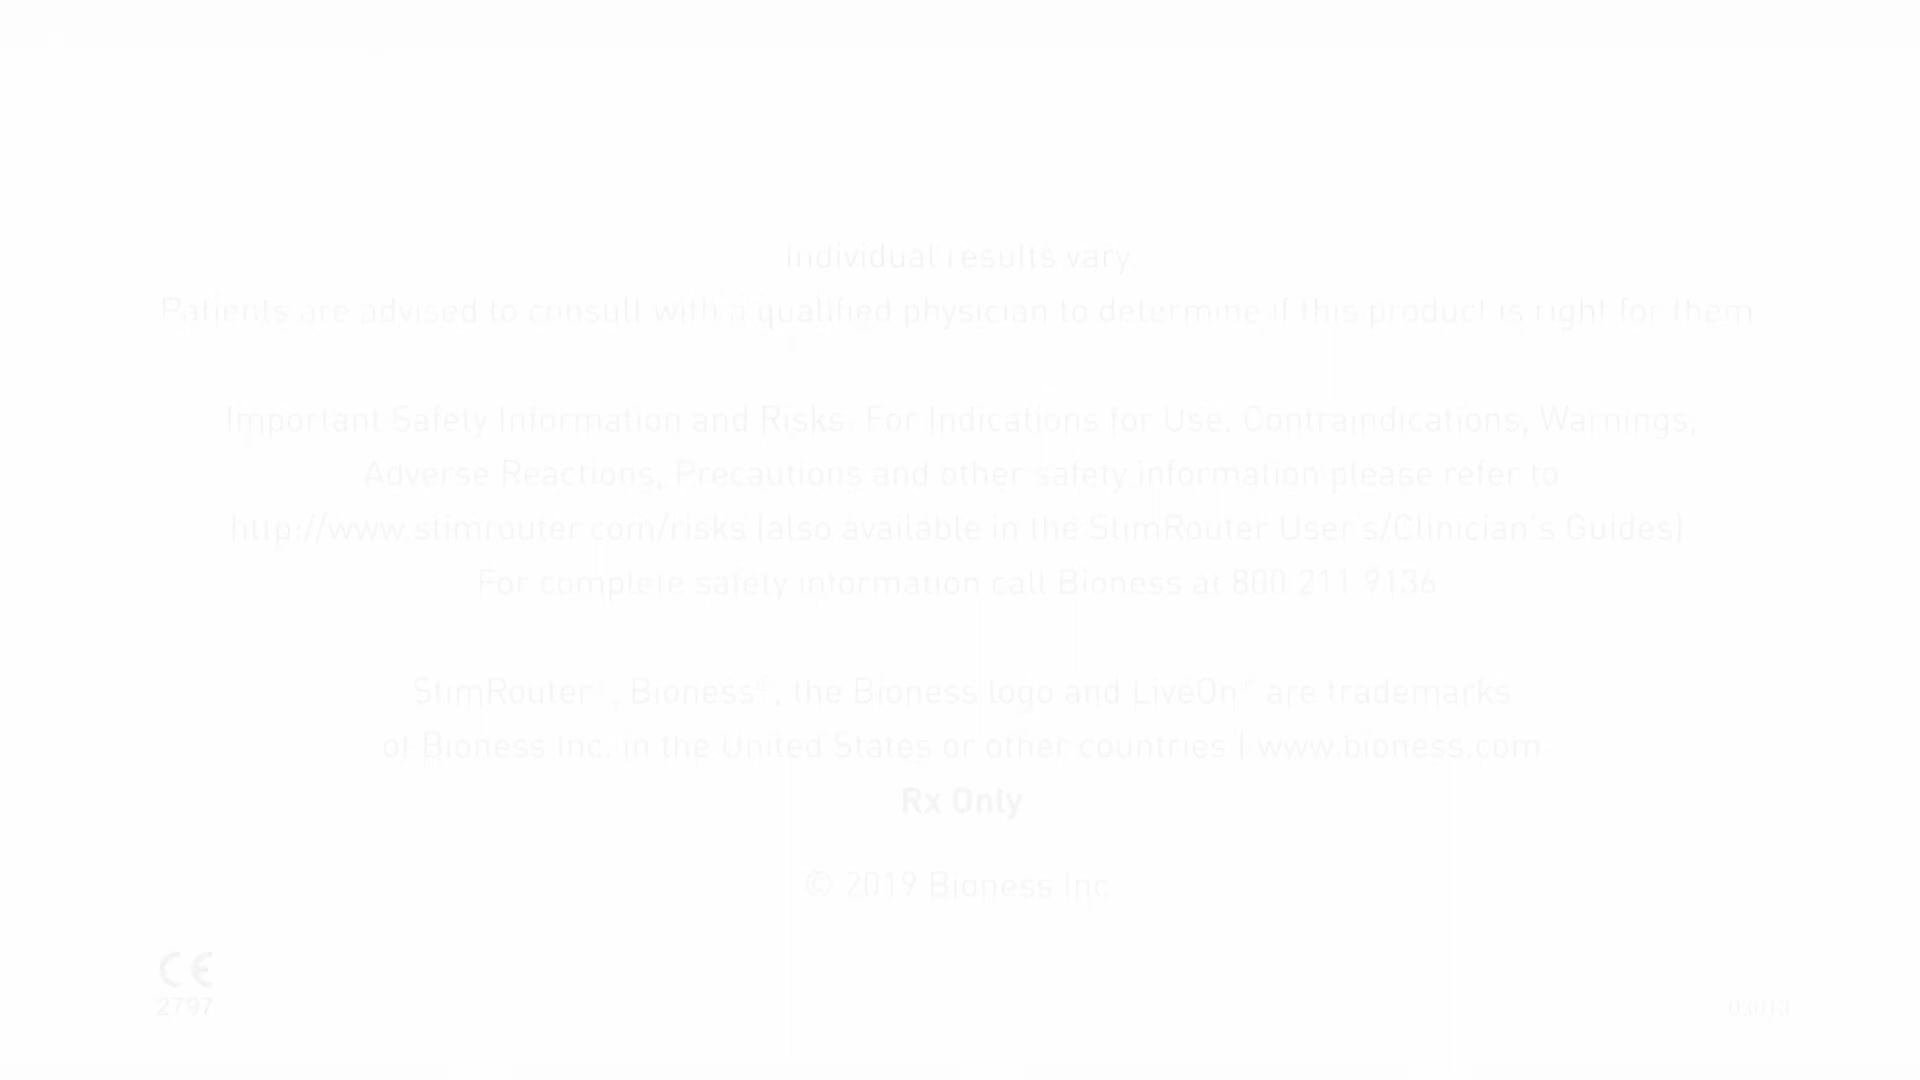 Individual results vary.
Patients are advised to consult with a qualified physician to determine if this product is right for them
Important Safety Information and Risks. For Indications for Use, Contraindications, Warnings,
Adverse Reactions, Precautions and other safety information please refer to
http://www.stimrouter.com/risks (also available in the StimRouter User's/Clinician's Guides)
For complete safety information call Bioness at 800 211 9136
StimRouter®, Bioness®, the Bioness logo and LiveOn® are trademarks
of Bioness Inc. in the United States or other countries | www.bioness.com
Rx Only
© 2019 Bioness Inc.
CE
2797